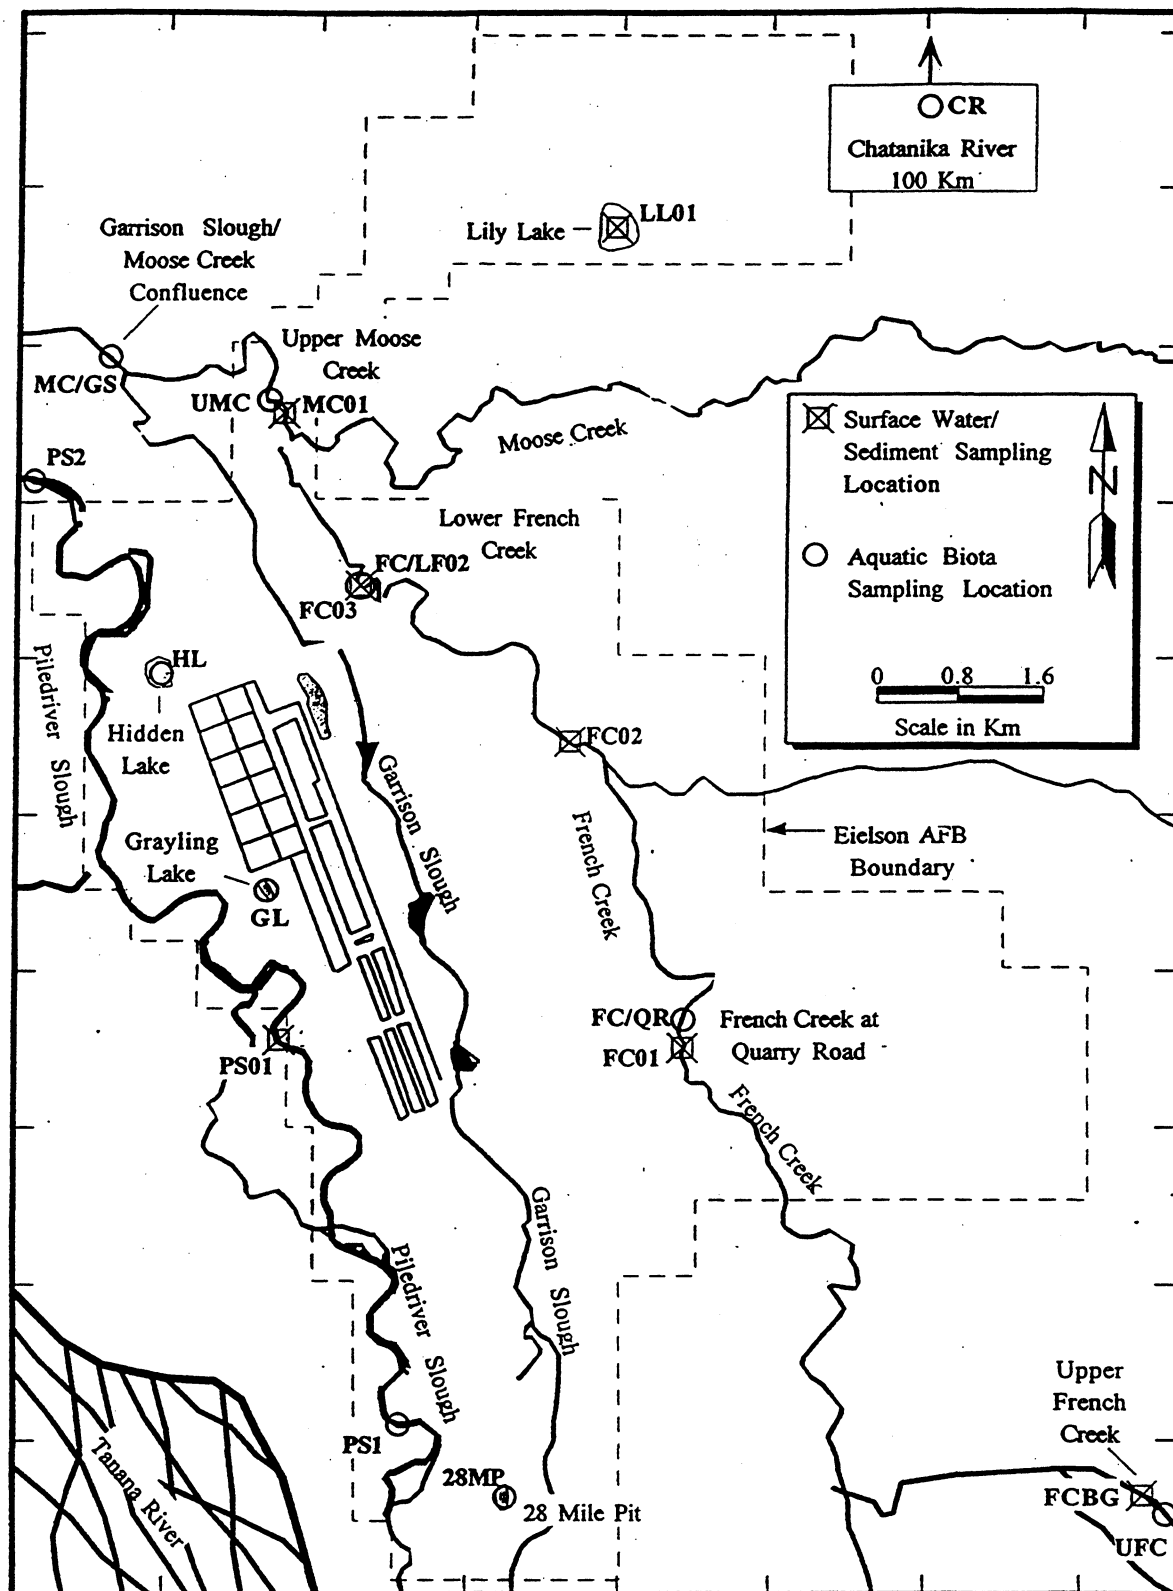 CR
Chatanika River
100 Km
LL01
Lily Lake
Garrison Slough/
Moose Creek
Confluence
Upper Moose
Creek
MC/GS
UMC
MC01
Moose Creek
PS2
Surface Water/
Sediment Sampling
Location
N
Aquatic Biota
Sampling Location
0 0.8 1.6
Scale in Km
Lower French
Creek
FC/LF02
FC03
Piledriver Slough
HL
Hidden
Lake
FC02
Garrison Slough
French Creek
Eielson AFB
Boundary
Grayling
Lake
GL
FC/QR
French Creek at
Quarry Road
FC01
PS01
French Creek
Garrison Slough
Piledriver Slough
Upper
French
Creek
PS1
Tanana River
28MP
28 Mile Pit
FCBG
UFC